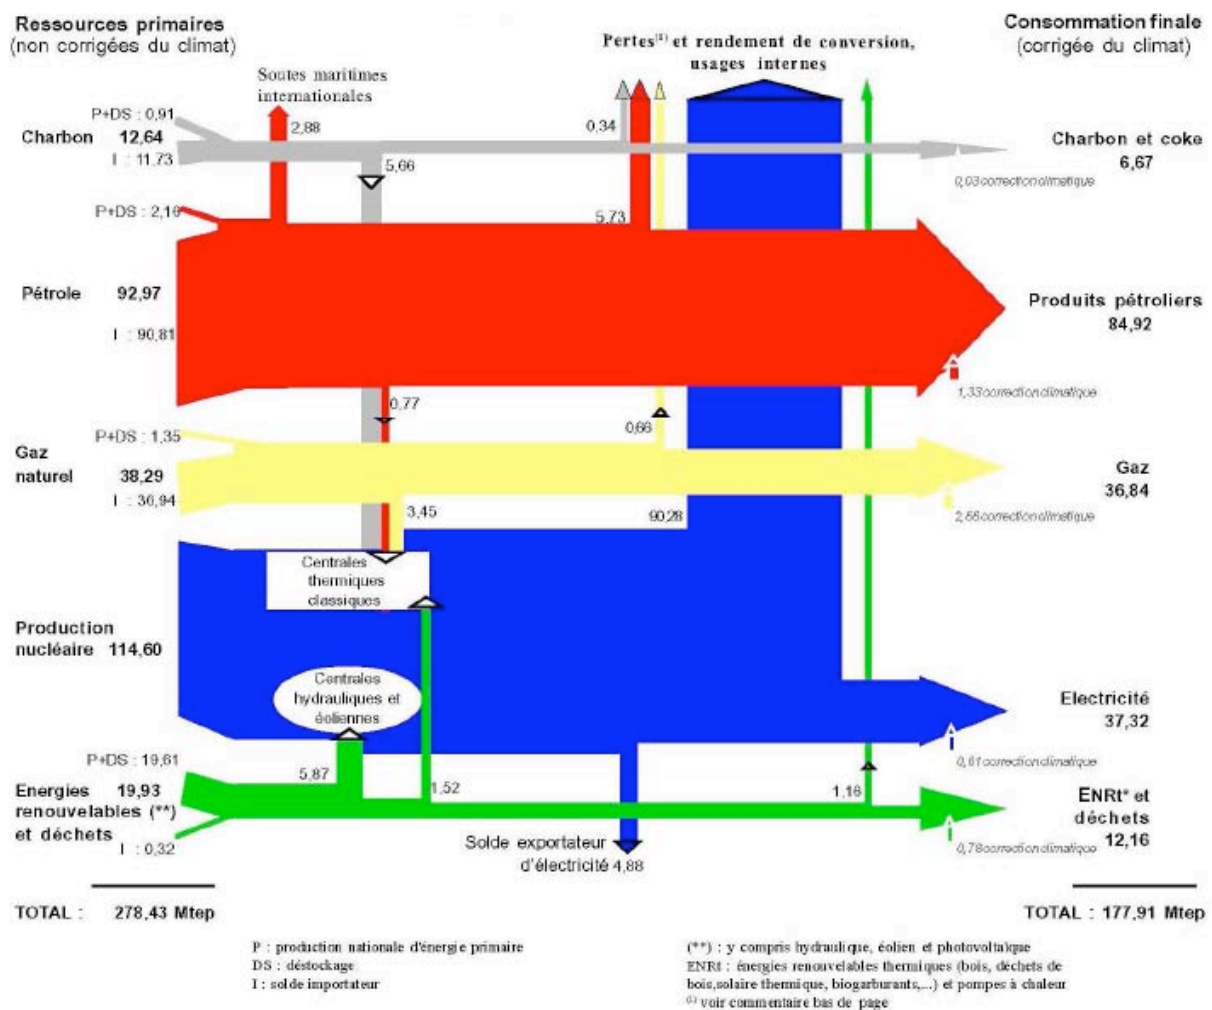 Ressources primaires
(non corrigées du climat)
Consommation finale
(corrigée du climat)
Pertes⁽¹⁾ et rendement de conversion,
usages internes
Soutes maritimes
internationales
P+DS : 0,91
Charbon 12,64
I : 11,73
2,88
5,66
0,34
Charbon et coke
6,67
0,03 correction climatique
P+DS : 2,16
5,73
Pétrole 92,97
I : 90,81
Produits pétroliers
84,92
1,33 correction climatique
0,77
P+DS : 1,35
0,66
Gaz
naturel 38,29
I : 36,94
Gaz
36,84
correction climatique
3,45
90,28
Centrales
thermiques
classiques
Production
nucléaire 114,60
Centrales
hydrauliques et
éoliennes
Electricité
37,32
0,61 correction climatique
P+DS : 19,61
5,87
1,52
1,16
Energies 19,93
renouvelables (**)
et déchets
I : 0,32
ENRt* et
déchets
12,16
0,78 correction climatique
Solde exportateur
d'électricité 4,88
TOTAL : 278,43 Mtep
TOTAL : 177,91 Mtep
P : production nationale d'énergie primaire
DS : déstockage
I : solde importateur
(**) : y compris hydraulique, éolien et photovoltaïque
ENRt : énergies renouvelables thermiques (bois, déchets de
bois,solaire thermique, biogarburants,...) et pompes à chaleur
⁽¹⁾ voir commentaire bas de page